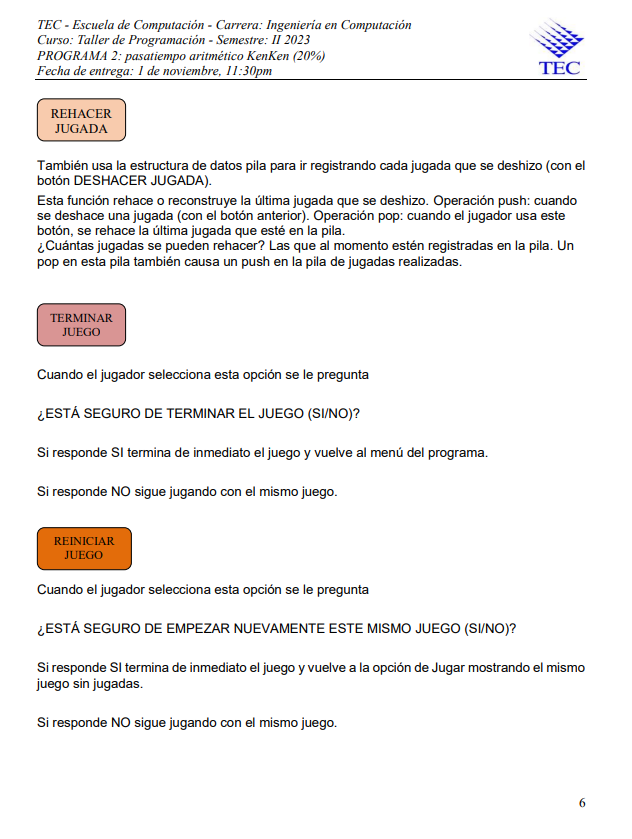 TEC - Escuela de Computación - Carrera: Ingeniería en Computación
Curso: Taller de Programación - Semestre: II 2023
PROGRAMA 2: pasatiempo aritmético KenKen (20%)
Fecha de entrega: 1 de noviembre, 11:30pm
TEC
REHACER
JUGADA
También usa la estructura de datos pila para ir registrando cada jugada que se deshizo (con el
botón DESHACER JUGADA).
Esta función rehace o reconstruye la última jugada que se deshizo. Operación push: cuando
se deshace una jugada (con el botón anterior). Operación pop: cuando el jugador usa este
botón, se rehace la última jugada que esté en la pila.
¿Cuántas jugadas se pueden rehacer? Las que al momento estén registradas en la pila. Un
pop en esta pila también causa un push en la pila de jugadas realizadas.
TERMINAR
JUEGO
Cuando el jugador selecciona esta opción se le pregunta
¿ESTÁ SEGURO DE TERMINAR EL JUEGO (SI/NO)?
Si responde SI termina de inmediato el juego y vuelve al menú del programa.
Si responde NO sigue jugando con el mismo juego.
REINICIAR
JUEGO
Cuando el jugador selecciona esta opción se le pregunta
¿ESTÁ SEGURO DE EMPEZAR NUEVAMENTE ESTE MISMO JUEGO (SI/NO)?
Si responde SI termina de inmediato el juego y vuelve a la opción de Jugar mostrando el mismo
juego sin jugadas.
Si responde NO sigue jugando con el mismo juego.
6